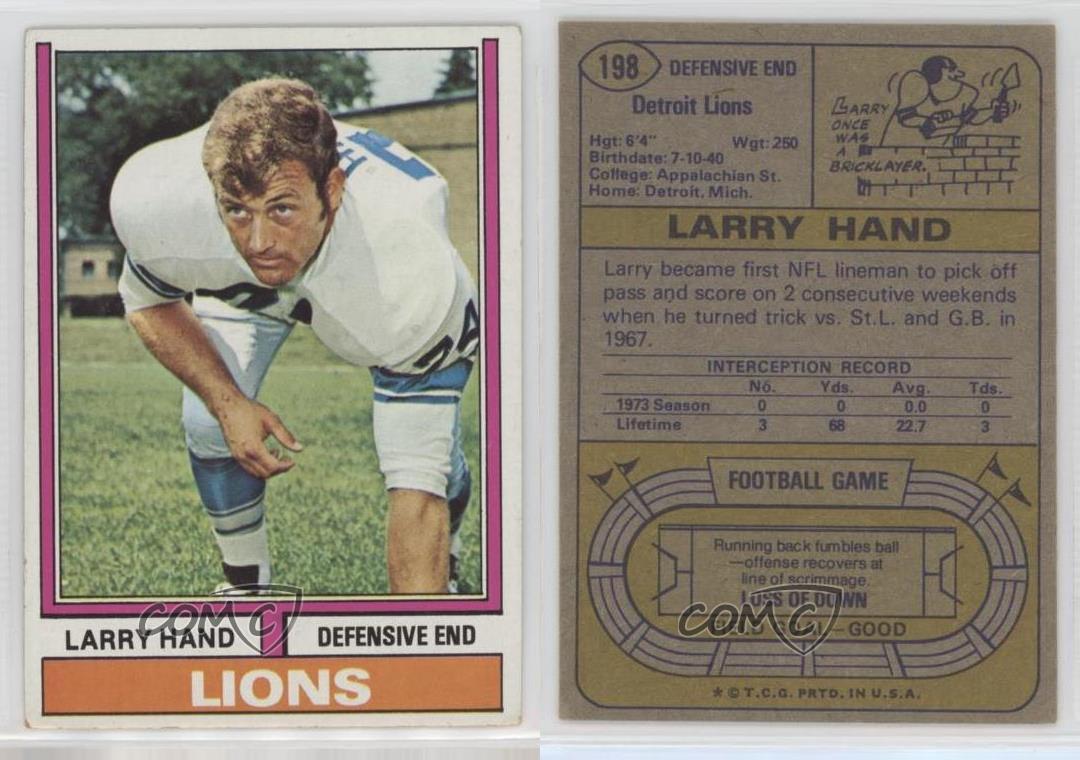 LARRY HAND
DEFENSIVE END
LIONS
COMC
198
DEFENSIVE END
Detroit Lions
Hgt: 6'4" Wgt: 250
Birthdate: 7-10-40
College: Appalachian St.
Home: Detroit, Mich.
LARRY
ONCE
WAS
A
BRICKLAYER.
LARRY HAND
Larry became first NFL lineman to pick off
pass and score on 2 consecutive weekends
when he turned trick vs. St.L. and G.B. in
1967.
INTERCEPTION RECORD
No. Yds. Avg. Tds.
1973 Season 0 0 0.0 0
Lifetime 3 68 22.7 3
FOOTBALL GAME
Running back fumbles ball
—offense recovers at
line of scrimmage.
LOSS OF DOWN
FIELD GOAL—GOOD
COMC
* © T.C.G. PRTD. IN U.S.A.